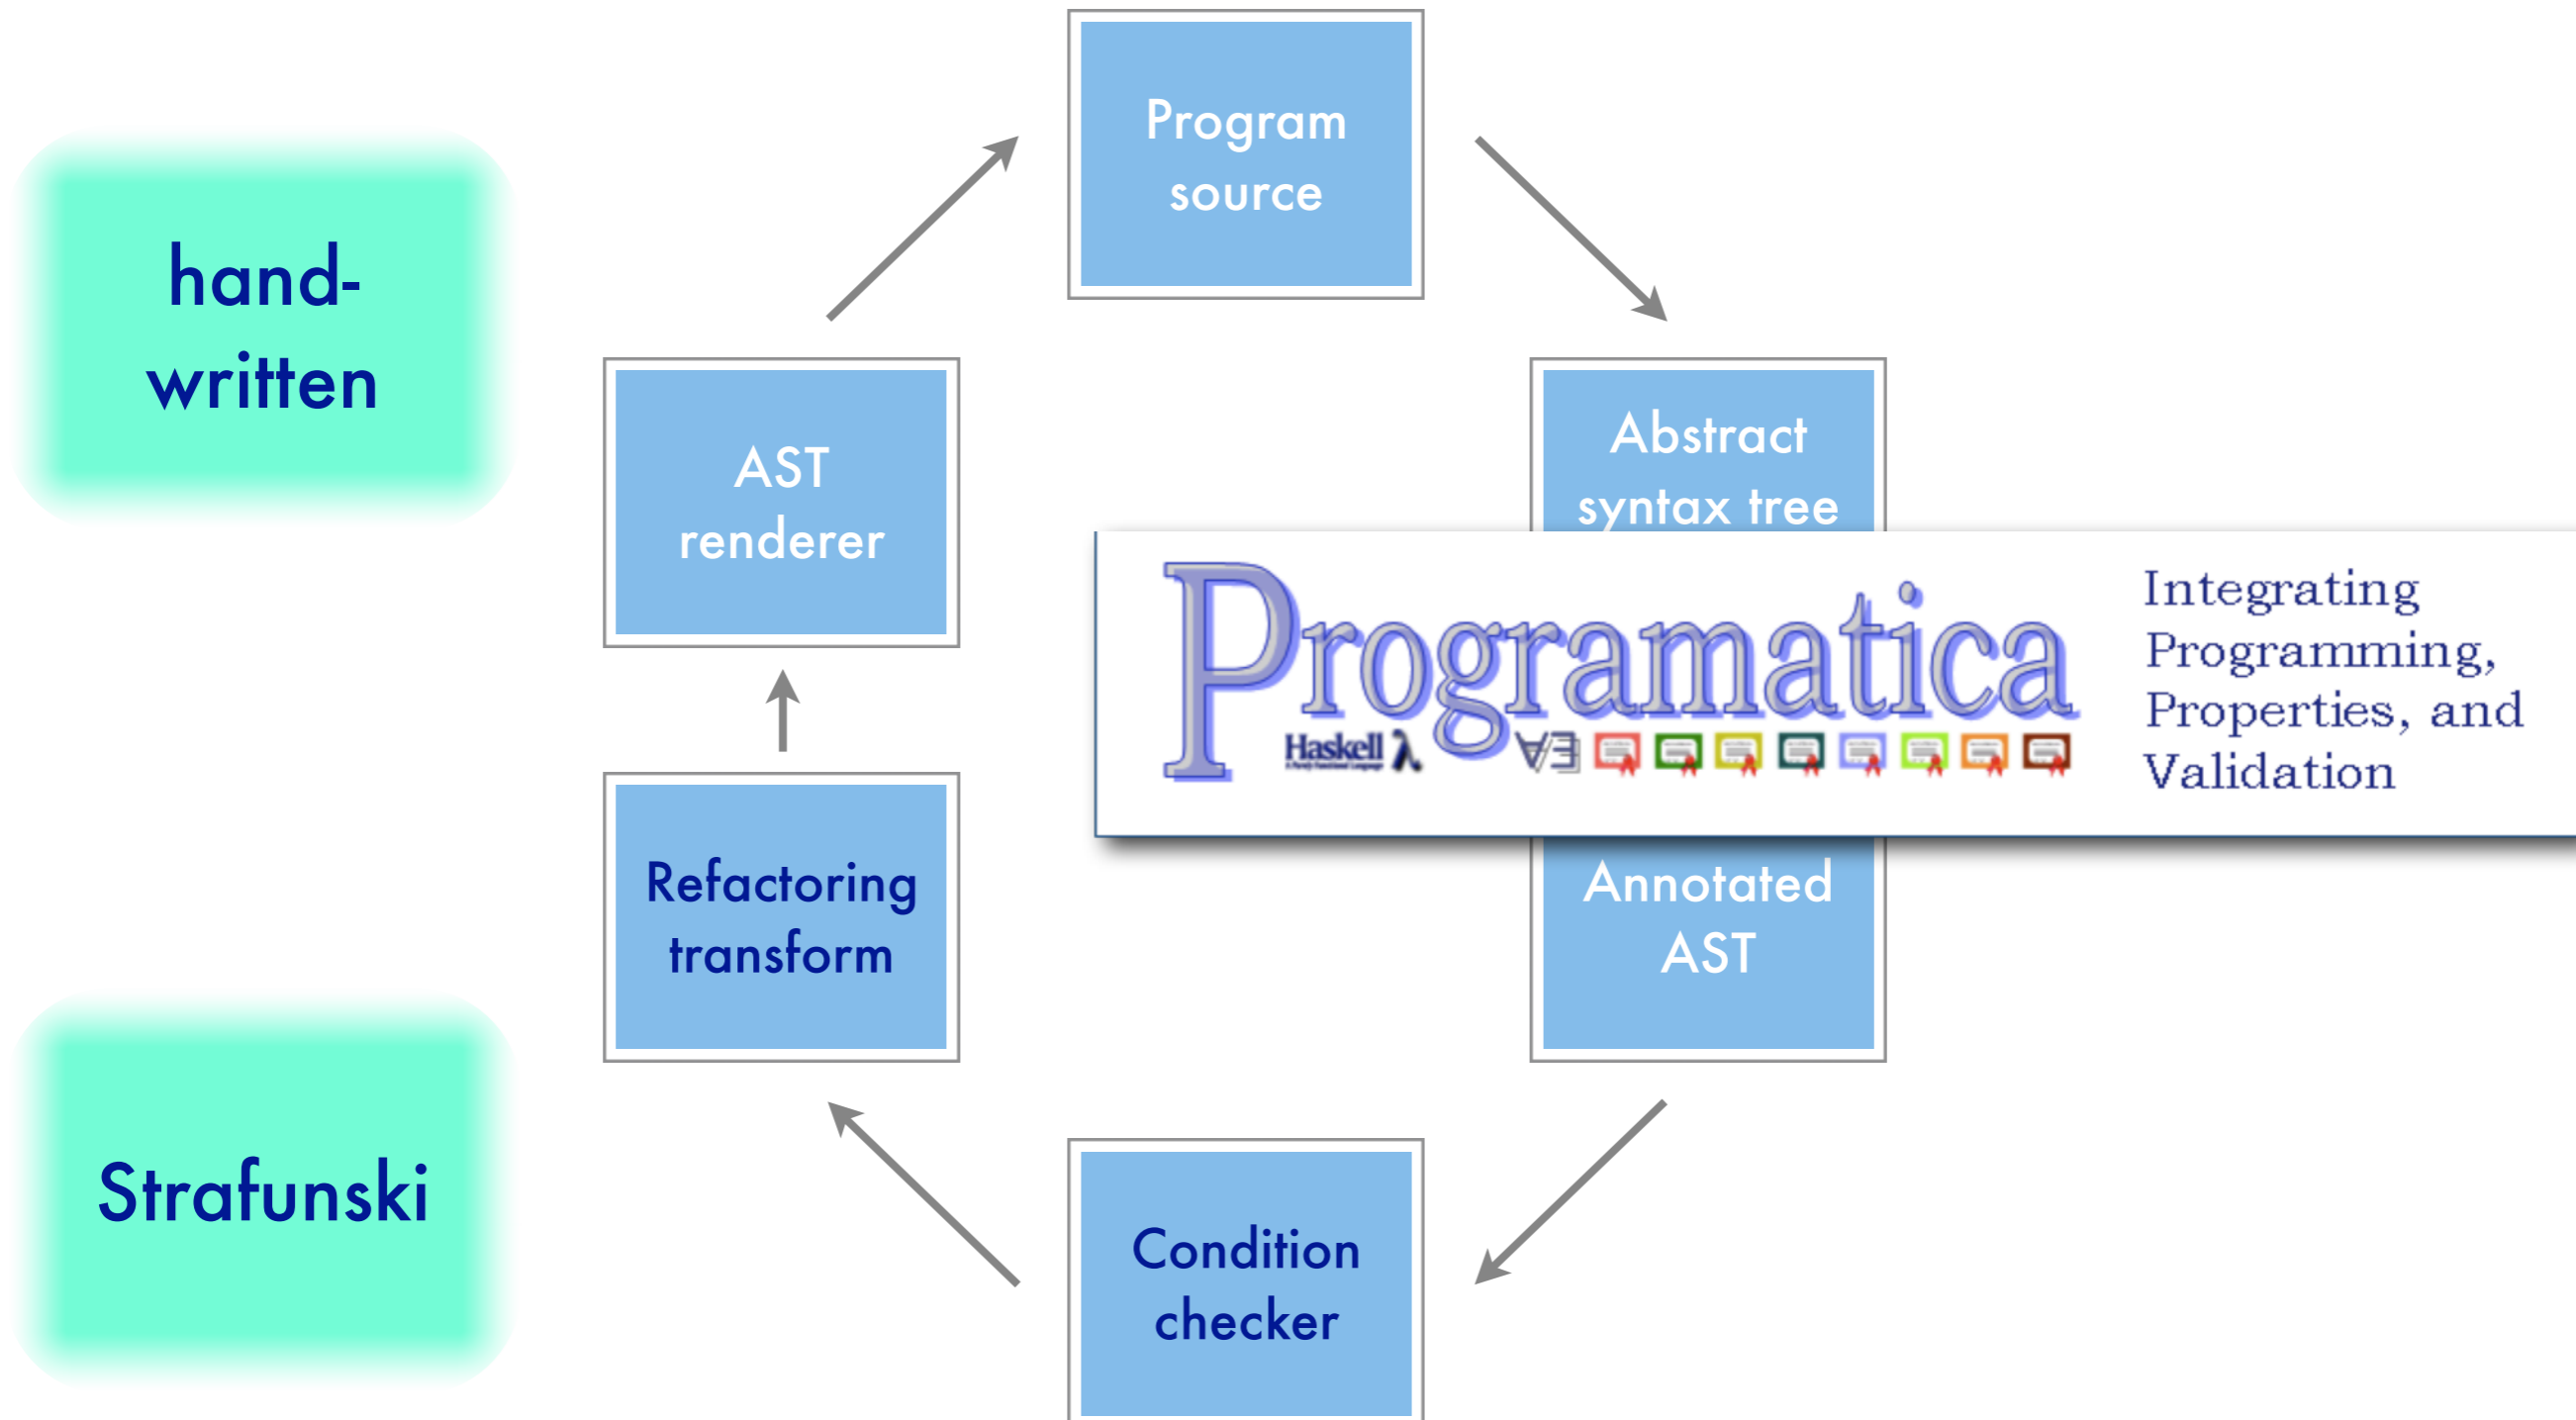 Program
source
hand-
written
AST
renderer
Abstract
syntax tree
Programatica
Haskell λ
∀∃
Integrating
Programming,
Properties, and
Validation
Refactoring
transform
Annotated
AST
Strafunski
Condition
checker